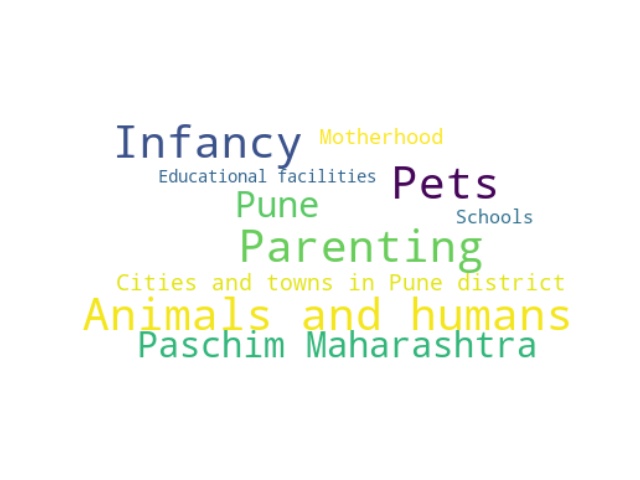 Infancy
Motherhood
Educational facilities
Pets
Pune
Schools
Parenting
Cities and towns in Pune district
Animals and humans
Paschim Maharashtra